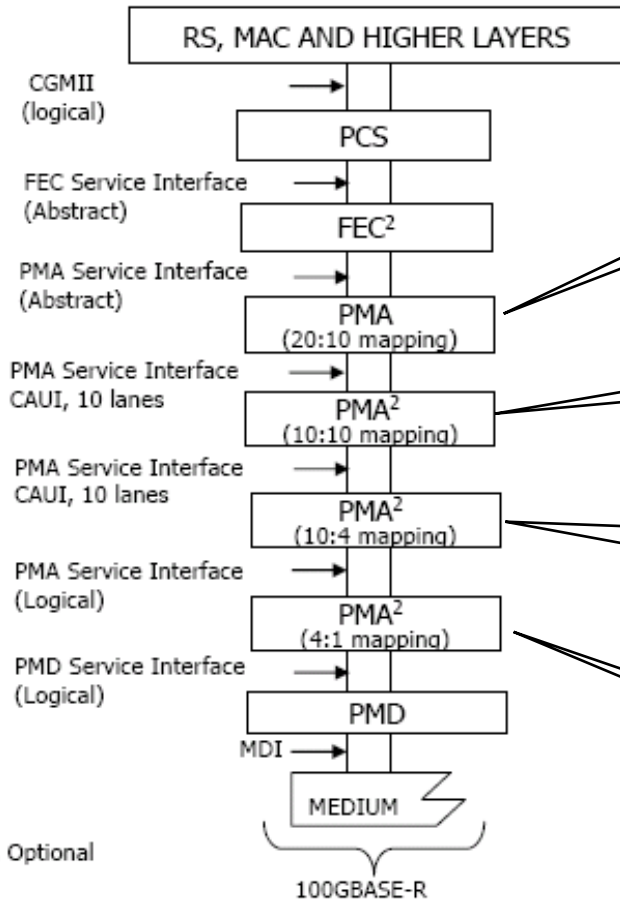 RS, MAC AND HIGHER LAYERS
CGMII
(logical)
PCS
FEC Service Interface
(Abstract)
FEC²
PMA Service Interface
(Abstract)
PMA
(20:10 mapping)
PMA Service Interface
CAUI, 10 lanes
PMA²
(10:10 mapping)
PMA Service Interface
CAUI, 10 lanes
PMA²
(10:4 mapping)
PMA Service Interface
(Logical)
PMA²
(4:1 mapping)
PMD Service Interface
(Logical)
PMD
MDI
MEDIUM
Optional
100GBASE-R